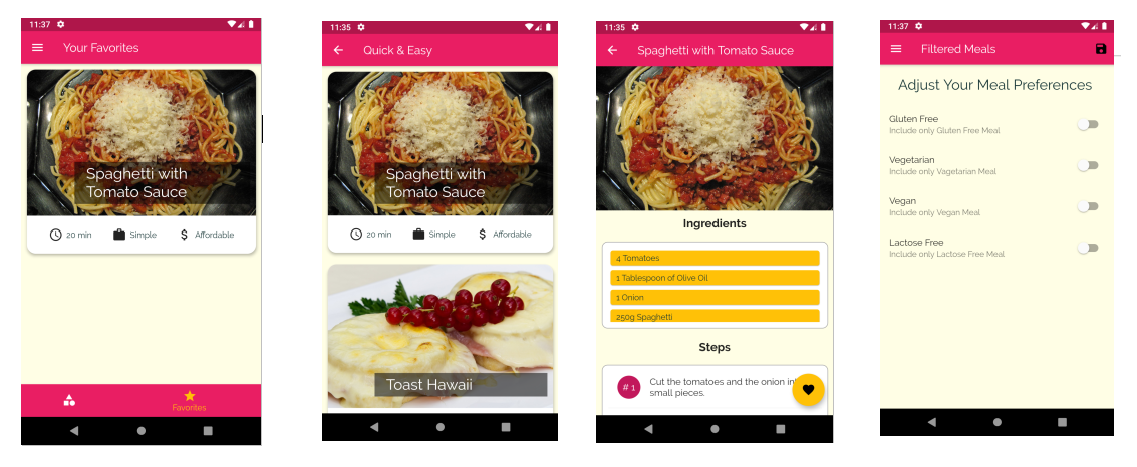 11:37
Your Favorites
Spaghetti with
Tomato Sauce
20 min
Simple
Affordable
Favorites
11:35
Quick & Easy
Spaghetti with
Tomato Sauce
20 min
Simple
Affordable
Toast Hawaii
11:35
Spaghetti with Tomato Sauce
Ingredients
4 Tomatoes
1 Tablespoon of Olive Oil
1 Onion
250g Spaghetti
Steps
# 1
Cut the tomatoes and the onion in
small pieces.
11:37
Filtered Meals
Adjust Your Meal Preferences
Gluten Free
Include only Gluten Free Meal
Vegetarian
Include only Vagetarian Meal
Vegan
Include only Vegan Meal
Lactose Free
Include only Lactose Free Meal